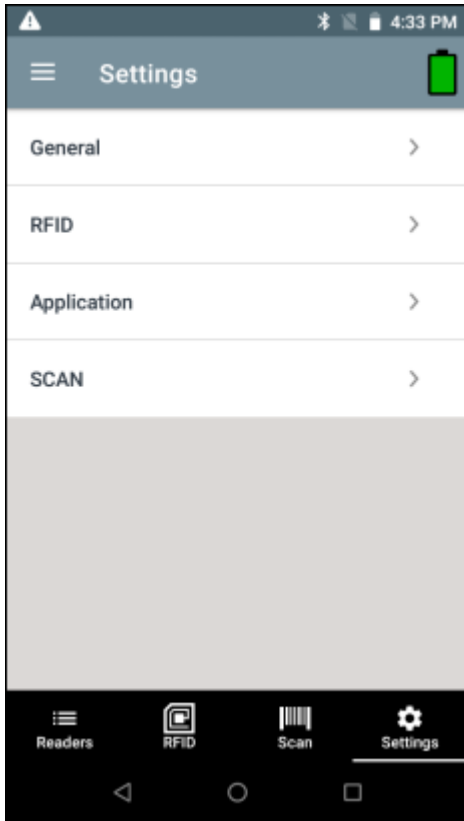 4:33 PM
Settings
General
RFID
Application
SCAN
Readers RFID Scan Settings